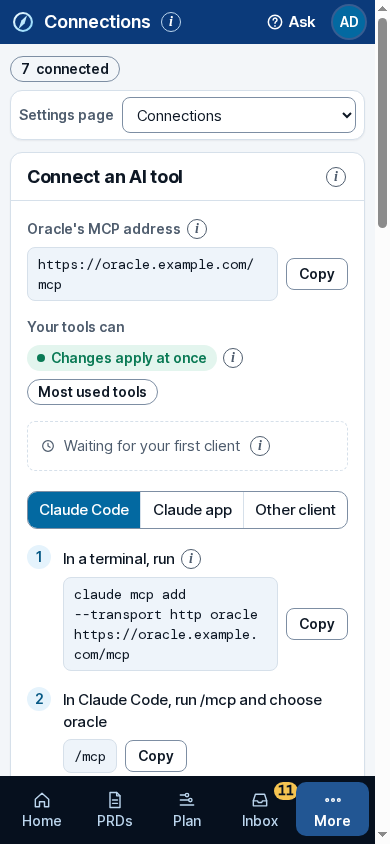 Connections i Ask AD
7 connected
Settings page Connections
Connect an AI tool i
Oracle's MCP address i
https://oracle.example.com/
mcp
Copy
Your tools can
Changes apply at once i
Most used tools
Waiting for your first client i
Claude Code Claude app Other client
1 In a terminal, run i
claude mcp add
--transport http oracle
https://oracle.example.
com/mcp
Copy
2 In Claude Code, run /mcp and choose
oracle
/mcp Copy
11
Home PRDs Plan Inbox More